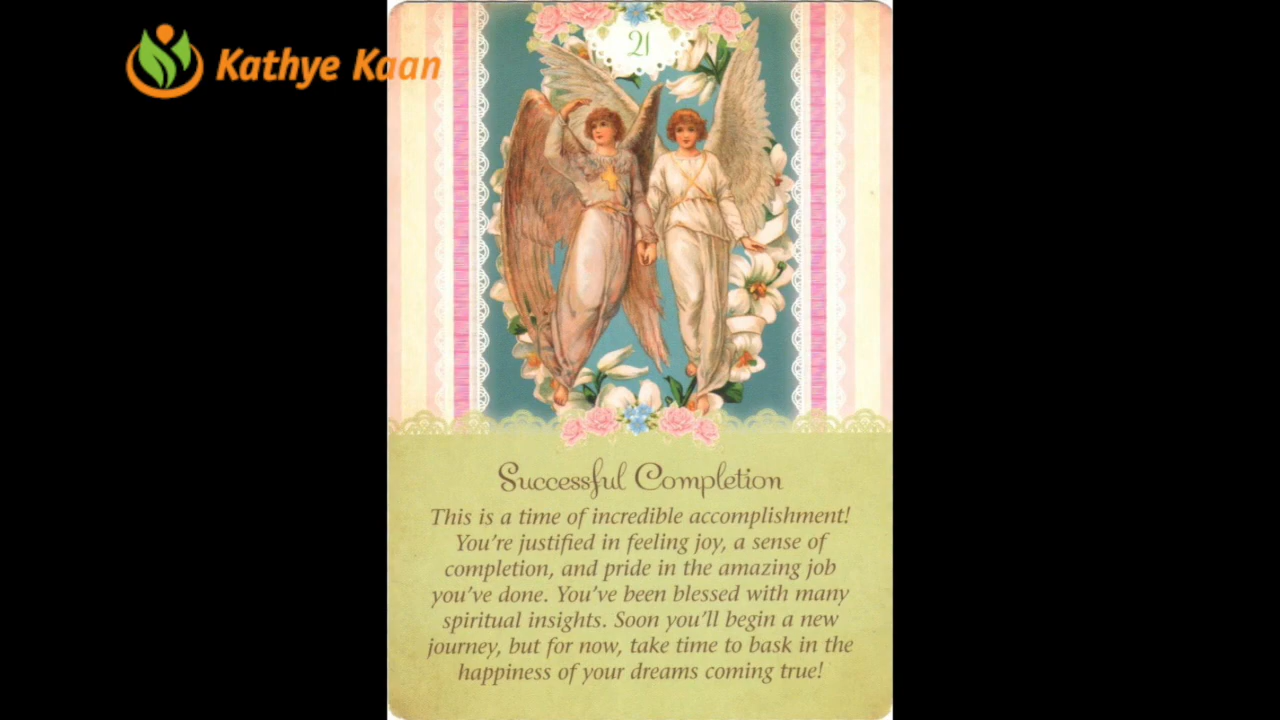 Kathye Kaan
21
Successful Completion
This is a time of incredible accomplishment!
You're justified in feeling joy, a sense of
completion, and pride in the amazing job
you've done. You've been blessed with many
spiritual insights. Soon you'll begin a new
journey, but for now, take time to bask in the
happiness of your dreams coming true!